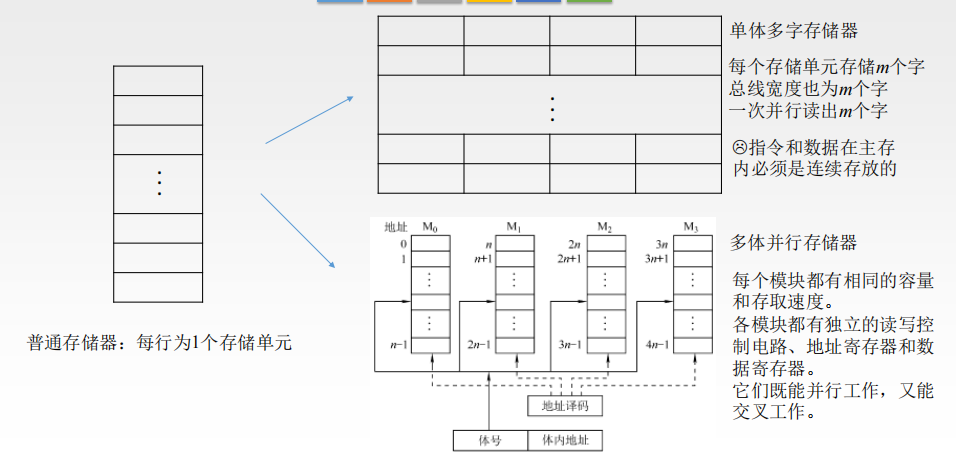 单体多字存储器
每个存储单元存储m个字
总线宽度也为m个字
一次并行读出m个字
☹指令和数据在主存
内必须是连续存放的
普通存储器：每行为1个存储单元
地址 M0 M1 M2 M3
0 n 2n 3n
1 n+1 2n+1 3n+1
n−1 2n−1 3n−1 4n−1
地址译码
体号 体内地址
多体并行存储器
每个模块都有相同的容量
和存取速度。
各模块都有独立的读写控
制电路、地址寄存器和数
据寄存器。
它们既能并行工作，又能
交叉工作。